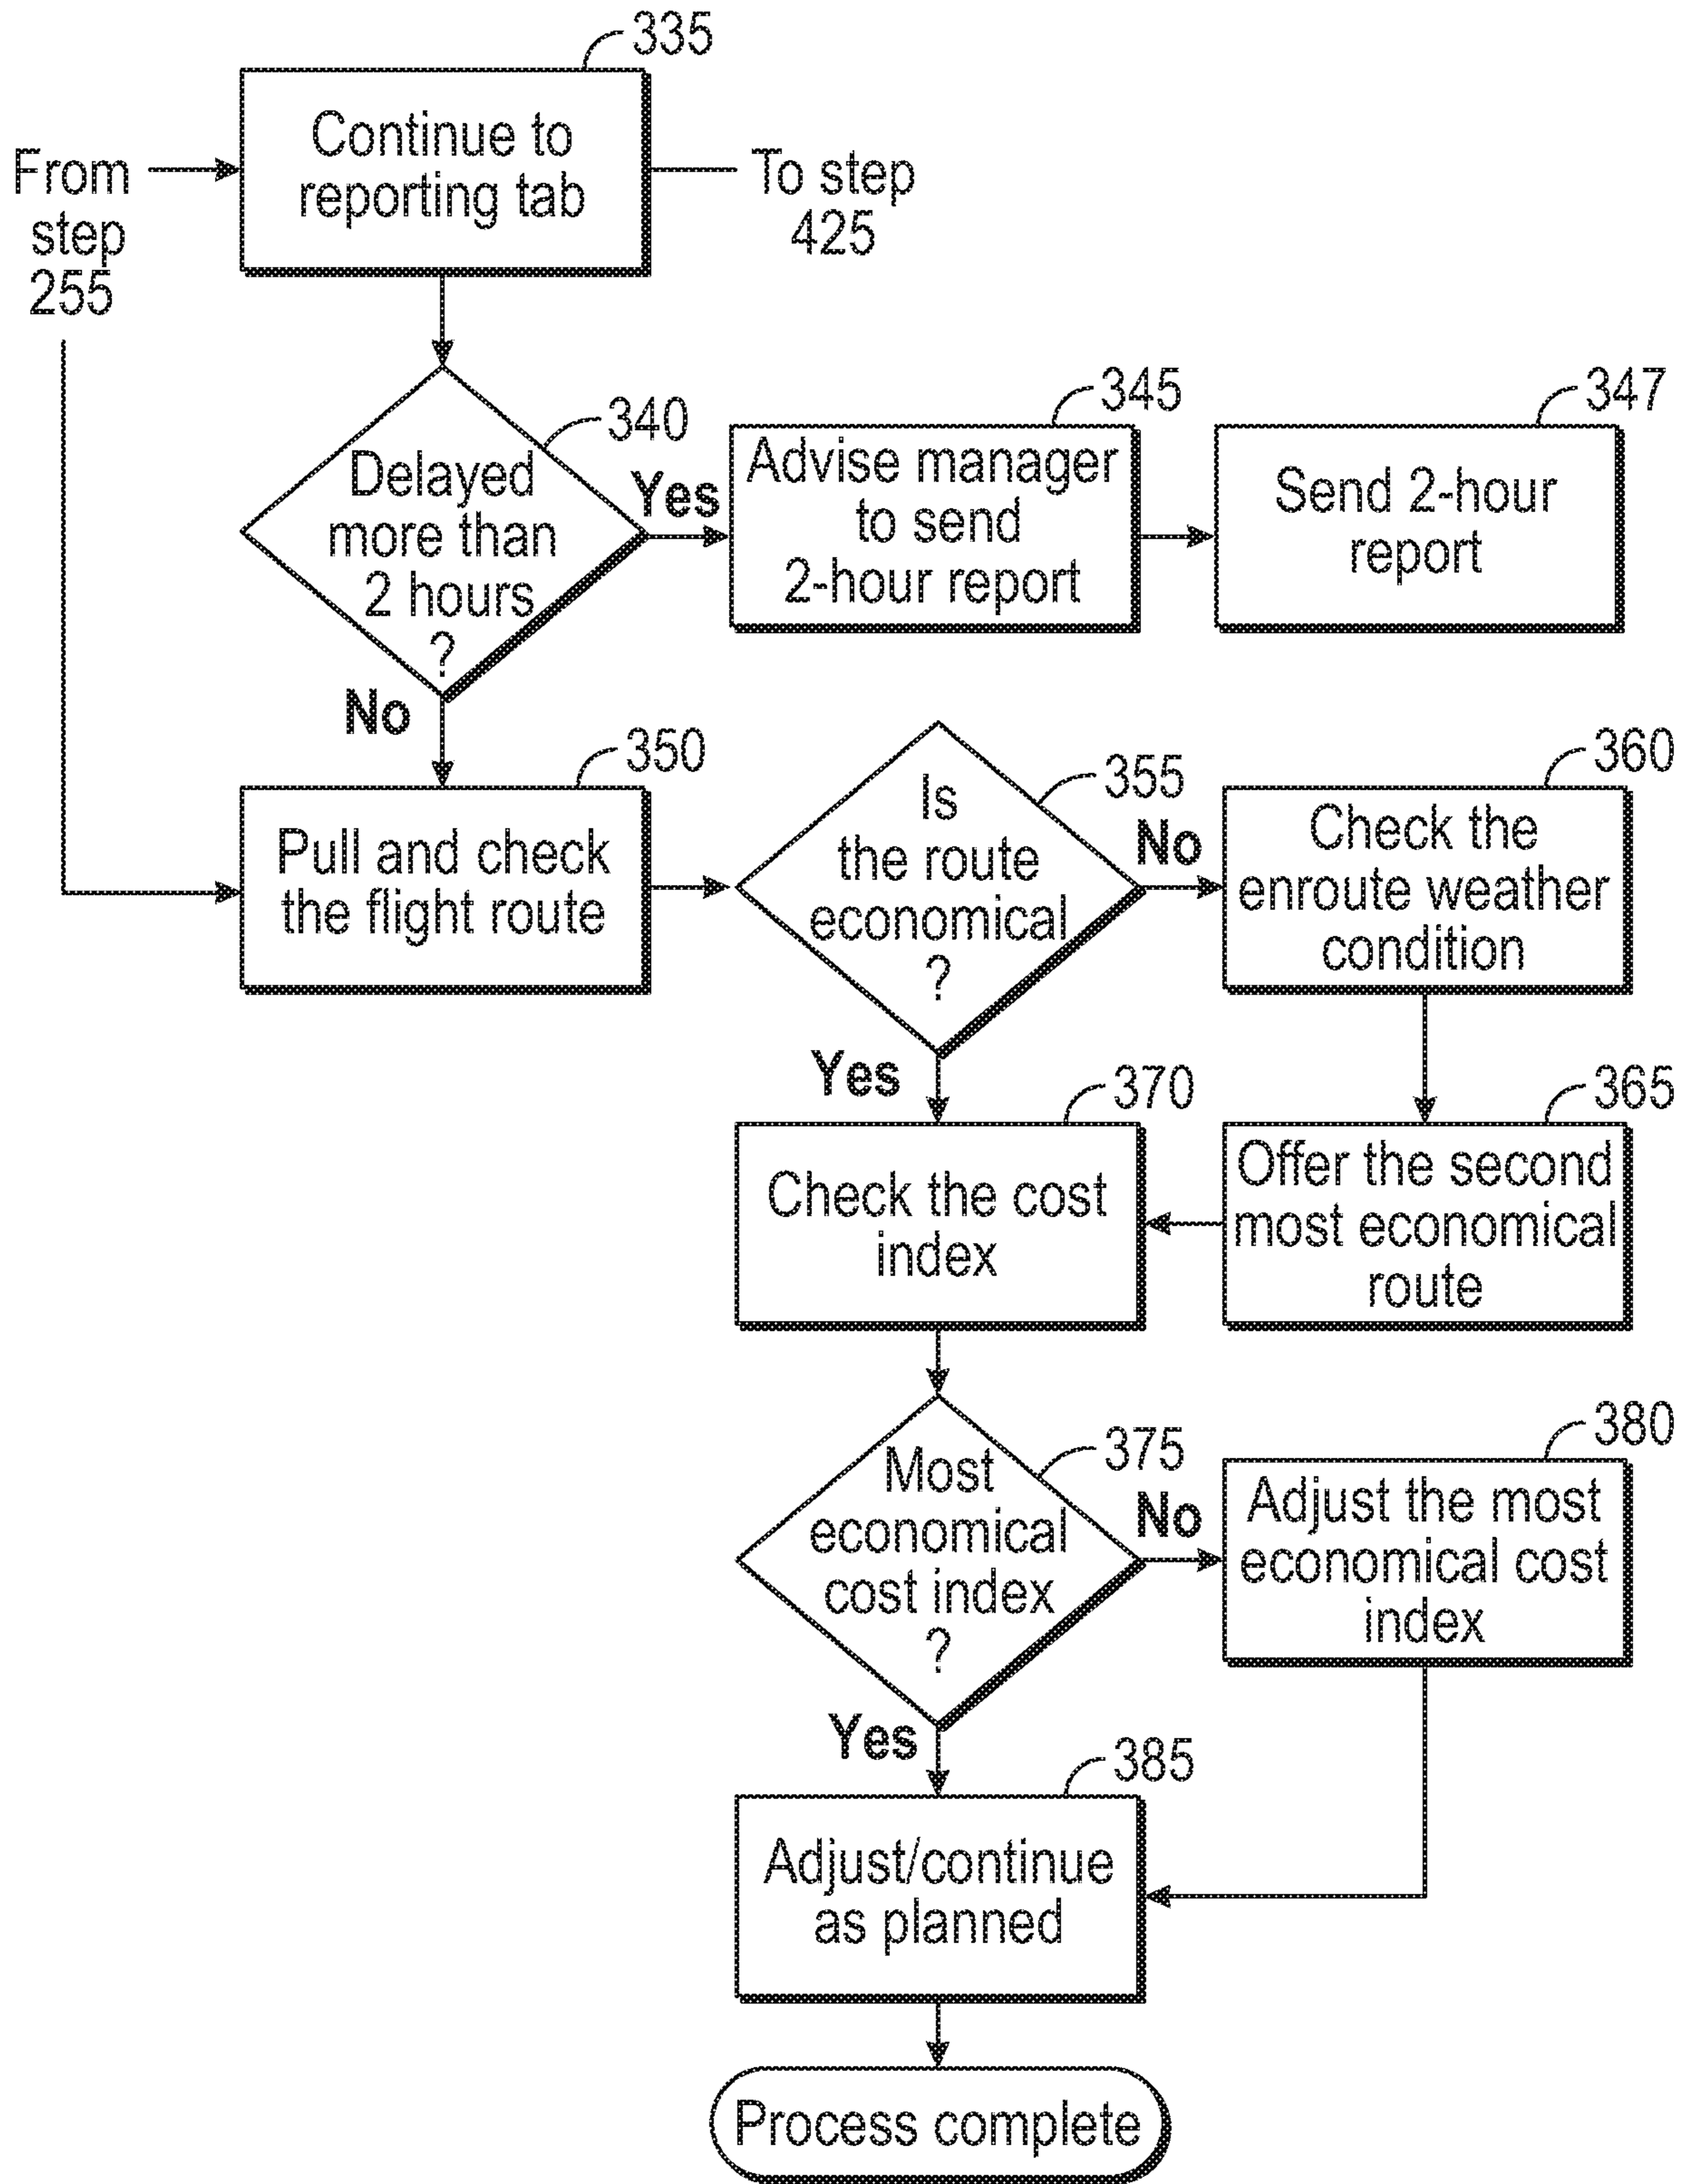 335
Continue to
reporting tab
From
step
255
To step
425
340
Delayed
more than
2 hours
?
Yes
No
345
Advise manager
to send
2-hour report
347
Send 2-hour
report
350
Pull and check
the flight route
355
Is
the route
economical
?
No
Yes
360
Check the
enroute weather
condition
370
Check the cost
index
365
Offer the second
most economical
route
375
Most
economical
cost index
?
No
Yes
380
Adjust the most
economical cost
index
385
Adjust/continue
as planned
Process complete